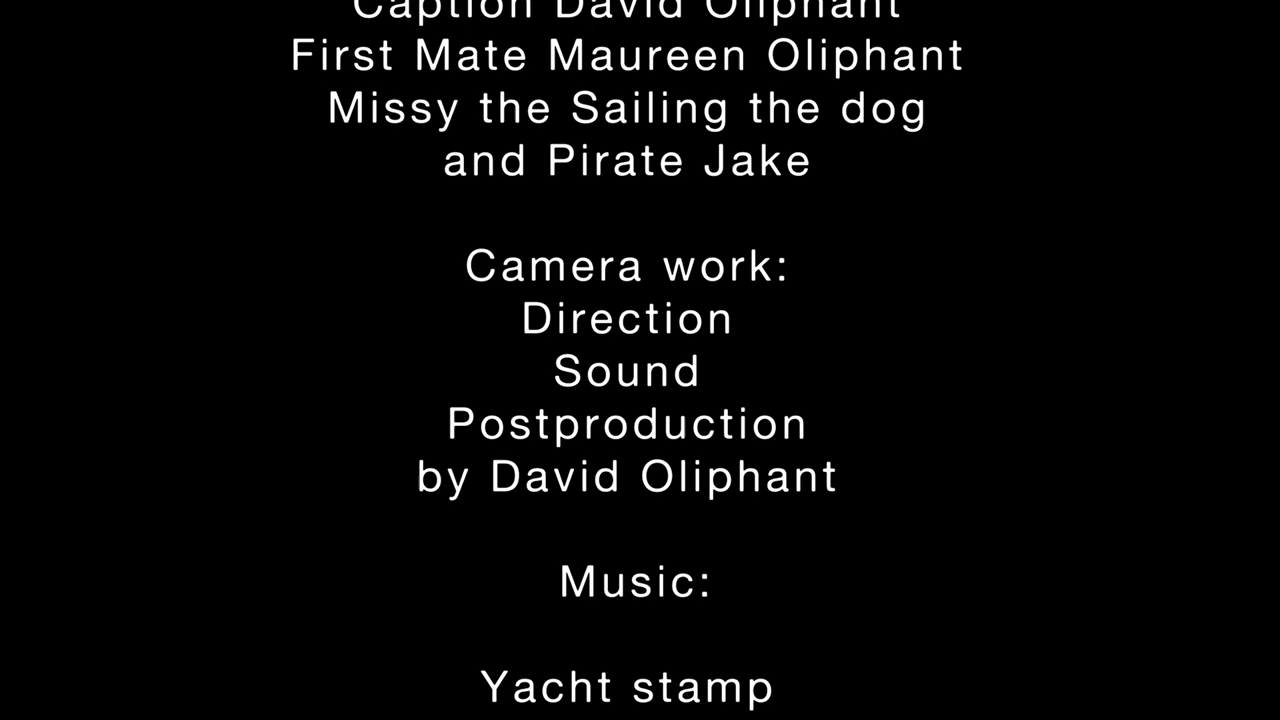 Caption David Oliphant
First Mate Maureen Oliphant
Missy the Sailing the dog
and Pirate Jake
Camera work:
Direction
Sound
Postproduction
by David Oliphant
Music:
Yacht stamp